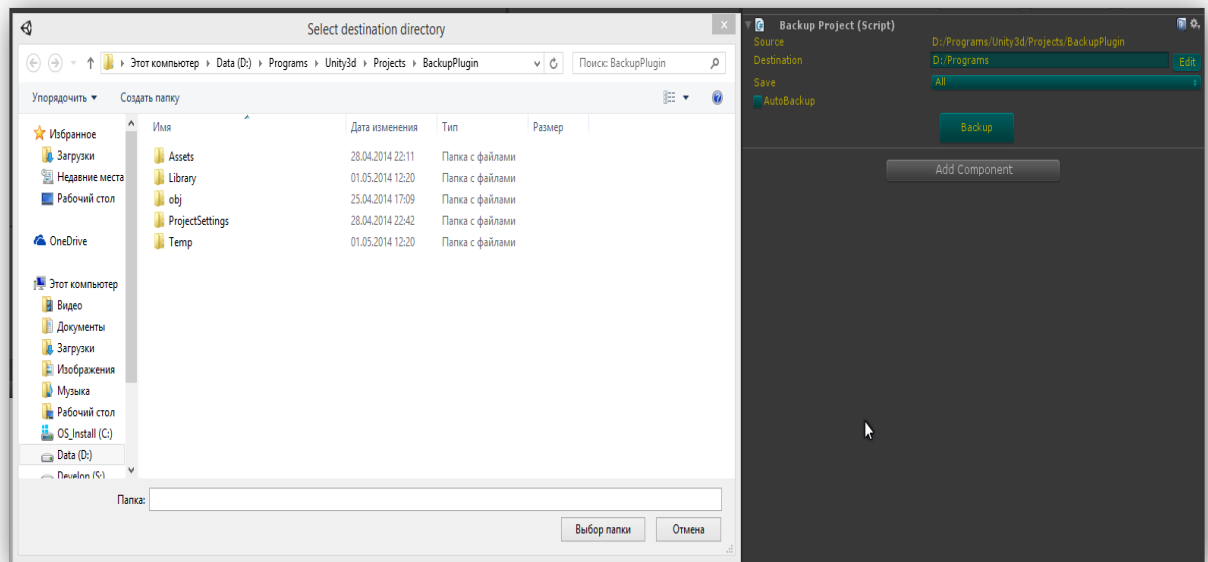 Select destination directory
Этот компьютер Data (D:) Programs Unity3d Projects BackupPlugin
Поиск: BackupPlugin
Упорядочить Создать папку
Избранное
Загрузки
Недавние места
Рабочий стол
OneDrive
Этот компьютер
Видео
Документы
Загрузки
Изображения
Музыка
Рабочий стол
OS_Install (C:)
Data (D:)
Develop (S:)
Имя Дата изменения Тип Размер
Assets 28.04.2014 22:11 Папка с файлами
Library 01.05.2014 12:20 Папка с файлами
obj 25.04.2014 17:09 Папка с файлами
ProjectSettings 28.04.2014 22:42 Папка с файлами
Temp 01.05.2014 12:20 Папка с файлами
Папка:
Выбор папки Отмена
Backup Project (Script)
Source D:/Programs/Unity3d/Projects/BackupPlugin
Destination D:/Programs Edit
Save All
AutoBackup
Backup
Add Component